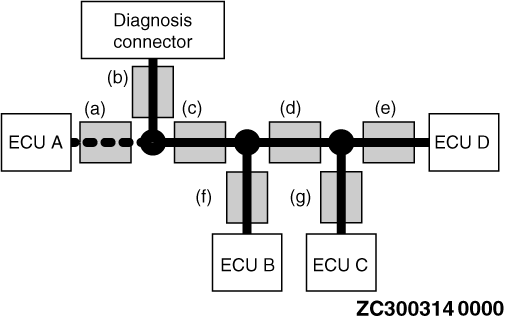 Diagnosis
connector
(b)
(a)
(c)
(d)
(e)
ECU A
ECU D
(f)
(g)
ECU B
ECU C
ZC300314 0000